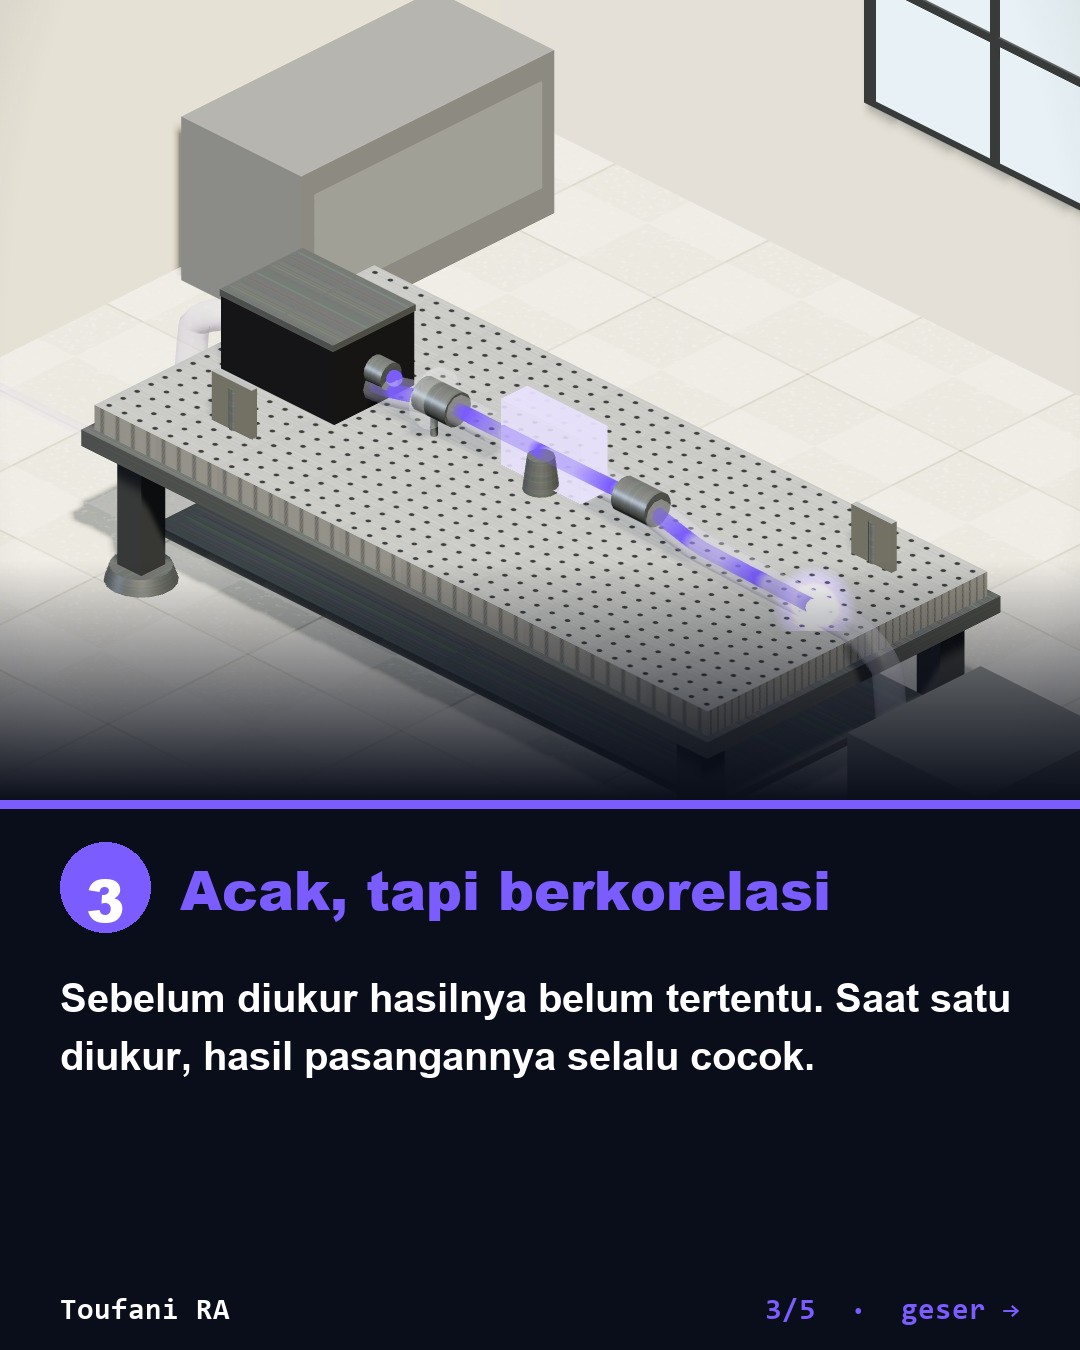 3 Acak, tapi berkorelasi
Sebelum diukur hasilnya belum tertentu. Saat satu
diukur, hasil pasangannya selalu cocok.
Toufani RA
3/5 · geser →